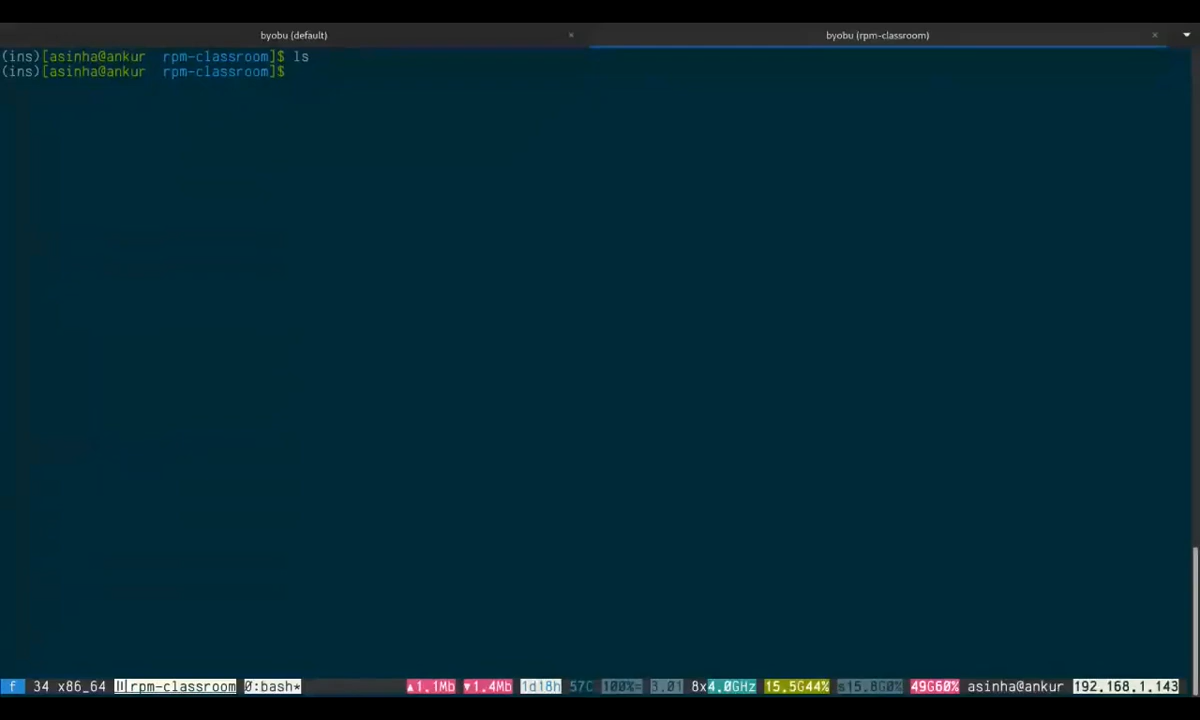 byobu (default) × byobu (rpm-classroom) ×
(ins)[asinha@ankur rpm-classroom]$ ls
(ins)[asinha@ankur rpm-classroom]$
f 34 x86_64 rpm-classroom 0:bash* ▲1.1Mb ▼1.4Mb 1d18h 57C 100%= 3.01 8x4.0GHz 15.5G44% s15.8G0% 49G60% asinha@ankur 192.168.1.143